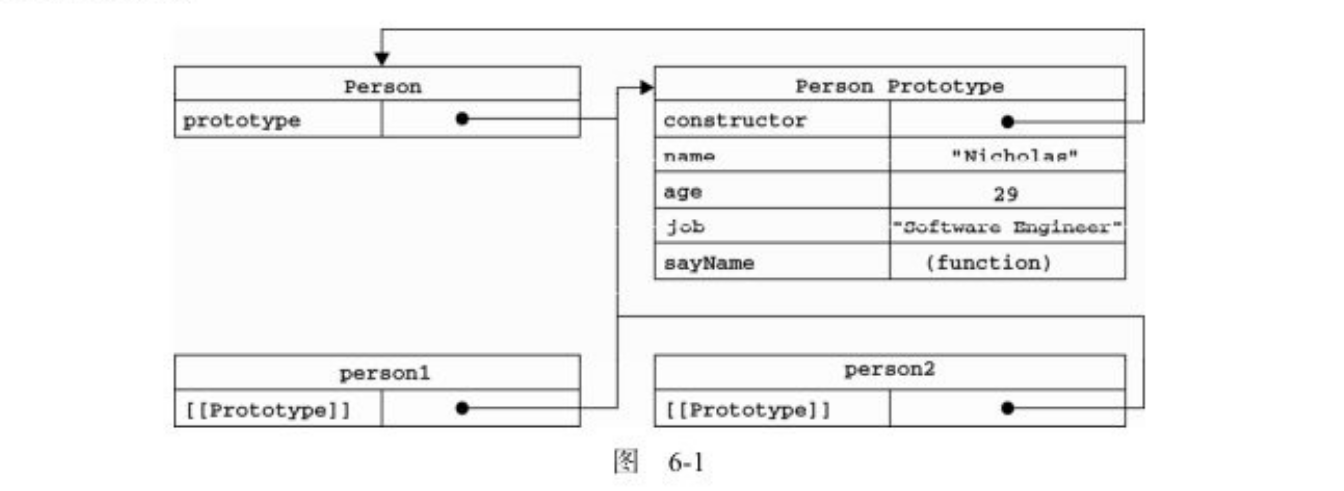 Person
prototype
Person Prototype
constructor
name "Nicholas"
age 29
job "Software Engineer"
sayName (function)
person1
[[Prototype]]
person2
[[Prototype]]
图 6-1